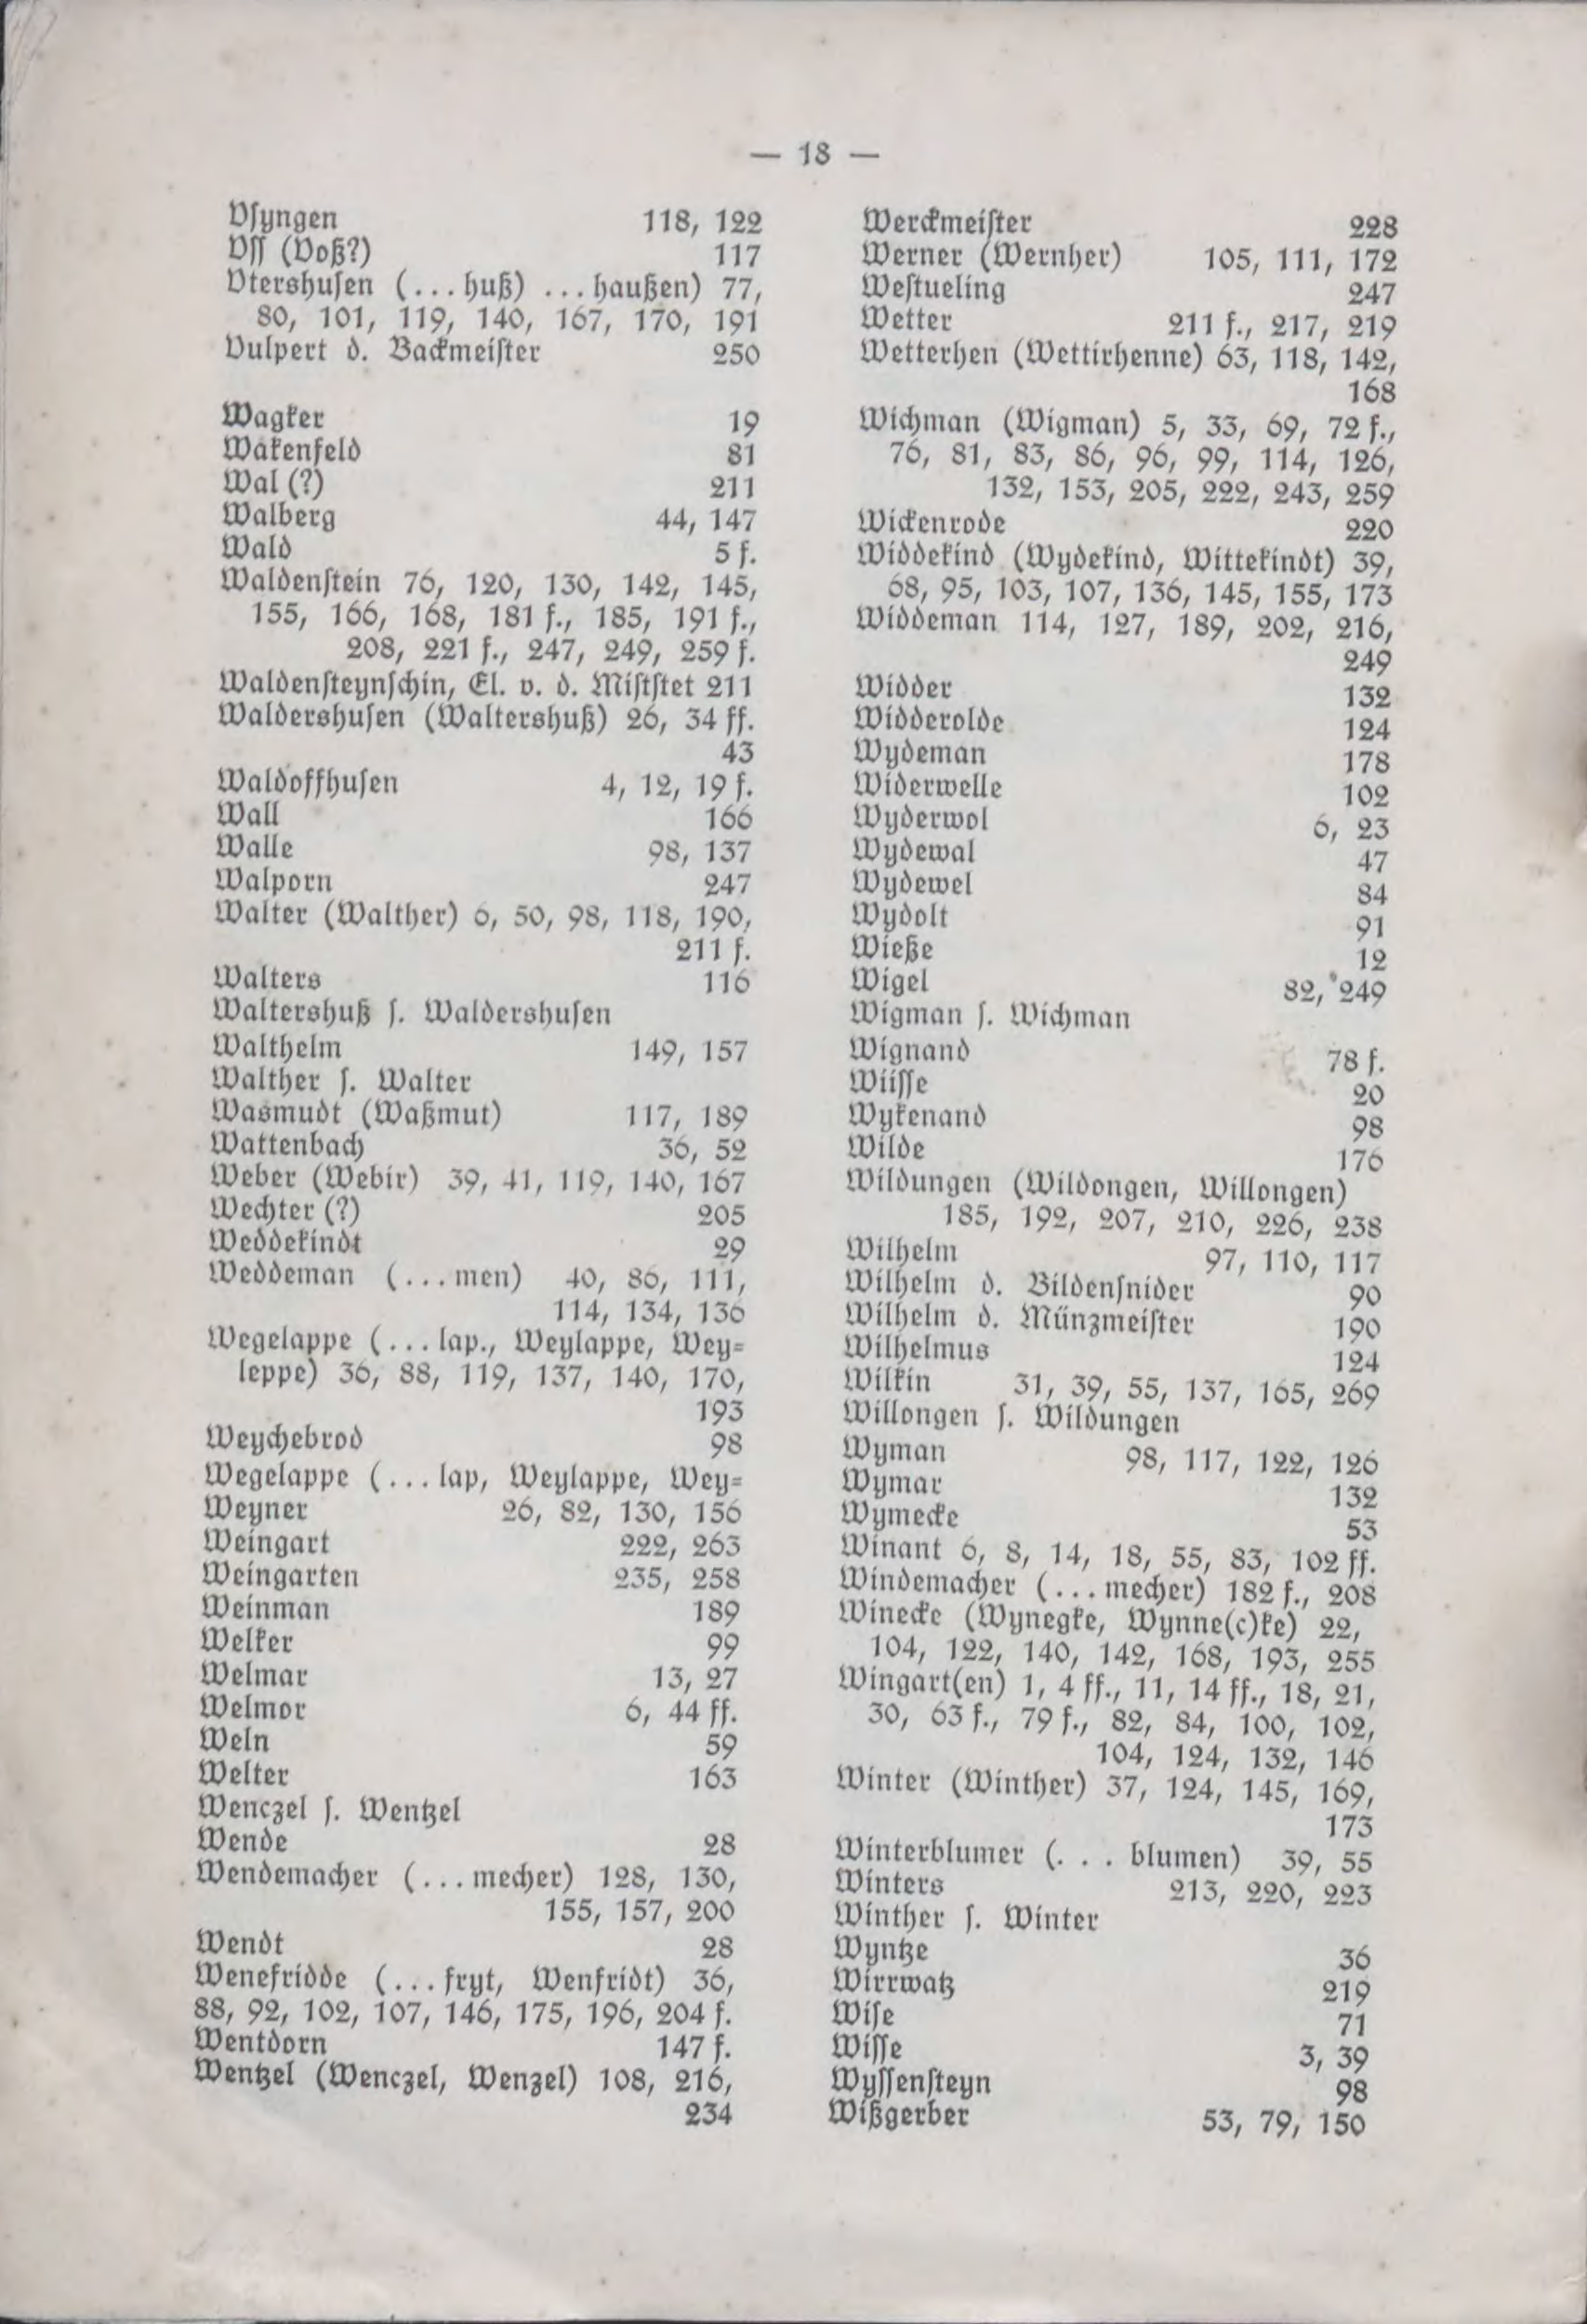 — 18 —
Vſyngen 118, 122
Vſſ (Voß?) 117
Vtershuſen (...huß) ...haußen) 77,
80, 101, 119, 140, 167, 170, 191
Vulpert d. Backmeiſter 250
Wagker 19
Wakenfeld 81
Wal (?) 211
Walberg 44, 147
Wald 5 f.
Waldenſtein 76, 120, 130, 142, 145,
155, 166, 168, 181 f., 185, 191 f.,
208, 221 f., 247, 249, 259 f.
Waldenſteynſchin, El. v. d. Miſtſtet 211
Waldershuſen (Waltershuß) 26, 34 ff.
43
Waldoffhuſen 4, 12, 19 f.
Wall 166
Walle 98, 137
Walporn 247
Walter (Walther) 6, 50, 98, 118, 190,
211 f.
Walters 116
Waltershuß ſ. Waldershuſen
Walthelm 149, 157
Walther ſ. Walter
Wasmudt (Waßmut) 117, 189
Wattenbach 36, 52
Weber (Webir) 39, 41, 119, 140, 167
Wechter (?) 205
Weddekindt 29
Weddeman (...men) 40, 86, 111,
114, 134, 136
Wegelappe (...lap., Weylappe, Wey=
leppe) 36, 88, 119, 137, 140, 170,
193
Weychebrod 98
Wegelappe (...lap, Weylappe, Wey=
Weyner 26, 82, 130, 156
Weingart 222, 263
Weingarten 235, 258
Weinman 189
Welker 99
Welmar 13, 27
Welmor 6, 44 ff.
Weln 59
Welter 163
Wenczel ſ. Wentzel
Wende 28
Wendemacher (...mecher) 128, 130,
155, 157, 200
Wendt 28
Wenefridde (...fryt, Wenfridt) 36,
88, 92, 102, 107, 146, 175, 196, 204 f.
Wentdorn 147 f.
Wentzel (Wenczel, Wenzel) 108, 216,
234
Werckmeiſter 228
Werner (Wernher) 105, 111, 172
Weſtueling 247
Wetter 211 f., 217, 219
Wetterhen (Wettirhenne) 63, 118, 142,
168
Wichman (Wigman) 5, 33, 69, 72 f.,
76, 81, 83, 86, 96, 99, 114, 126,
132, 153, 205, 222, 243, 259
Wickenrode 220
Widdekind (Wydekind, Wittekindt) 39,
68, 95, 103, 107, 136, 145, 155, 173
Widdeman 114, 127, 189, 202, 216,
249
Widder 132
Widderolde 124
Wydeman 178
Widerwelle 102
Wyderwol 6, 23
Wydewal 47
Wydewel 84
Wydolt 91
Wieße 12
Wigel 82, 249
Wigman ſ. Wichman
Wignand 78 f.
Wiiſſe 20
Wykenand 98
Wilde 176
Wildungen (Wildongen, Willongen)
185, 192, 207, 210, 226, 238
Wilhelm 97, 110, 117
Wilhelm d. Bildenſnider 90
Wilhelm d. Münzmeiſter 190
Wilhelmus 124
Wilkin 31, 39, 55, 137, 165, 269
Willongen ſ. Wildungen
Wyman 98, 117, 122, 126
Wymar 132
Wymecke 53
Winant 6, 8, 14, 18, 55, 83, 102 ff.
Windemacher (...mecher) 182 f., 208
Winecke (Wynegke, Wynne(c)ke) 22,
104, 122, 140, 142, 168, 193, 255
Wingart(en) 1, 4 ff., 11, 14 ff., 18, 21,
30, 63 f., 79 f., 82, 84, 100, 102,
104, 124, 132, 146
Winter (Winther) 37, 124, 145, 169,
173
Winterblumer (. . . blumen) 39, 55
Winters 213, 220, 223
Winther ſ. Winter
Wyntze 36
Wirrwatz 219
Wiſe 71
Wiſſe 3, 39
Wyſſenſteyn 98
Wißgerber 53, 79, 150